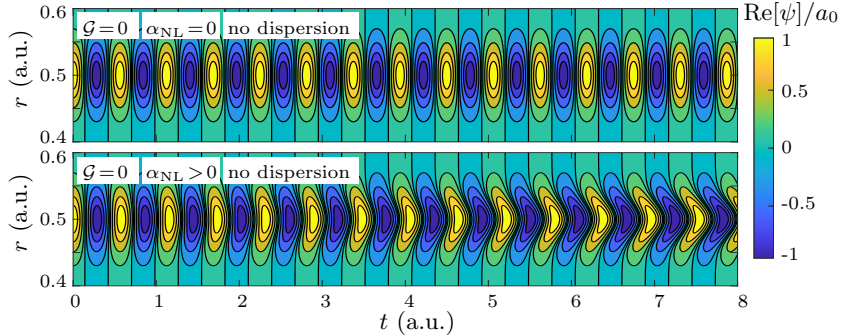 Re[ψ]/a₀
0.6
𝒢=0 α_NL=0 no dispersion
r (a.u.)
0.5
0.4
1
0.5
0
-0.5
-1
0.6
𝒢=0 α_NL>0 no dispersion
r (a.u.)
0.5
0.4
0 1 2 3 4 5 6 7 8
t (a.u.)